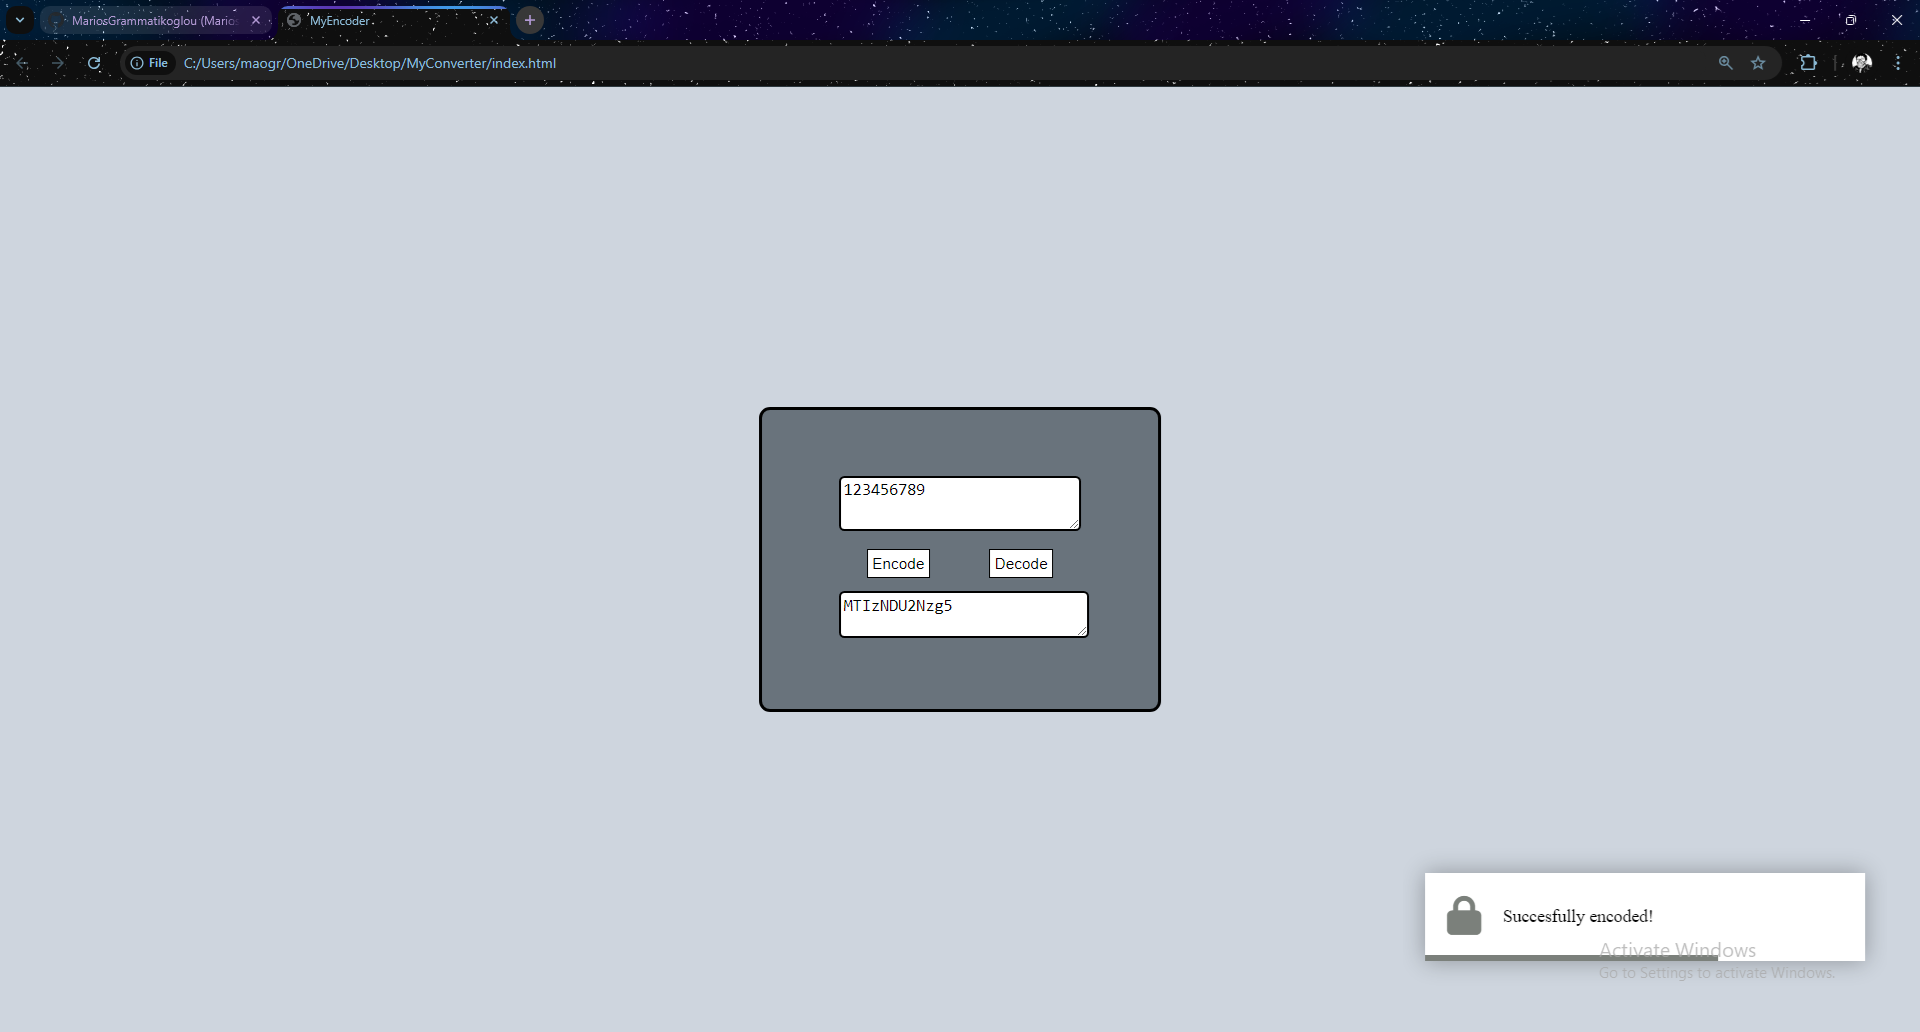 MariosGrammatikoglou (Marios
MyEncoder
File
C:/Users/maogr/OneDrive/Desktop/MyConverter/index.html
123456789
Encode Decode
MTIzNDU2Nzg5
Succesfully encoded!
Activate Windows
Go to Settings to activate Windows.